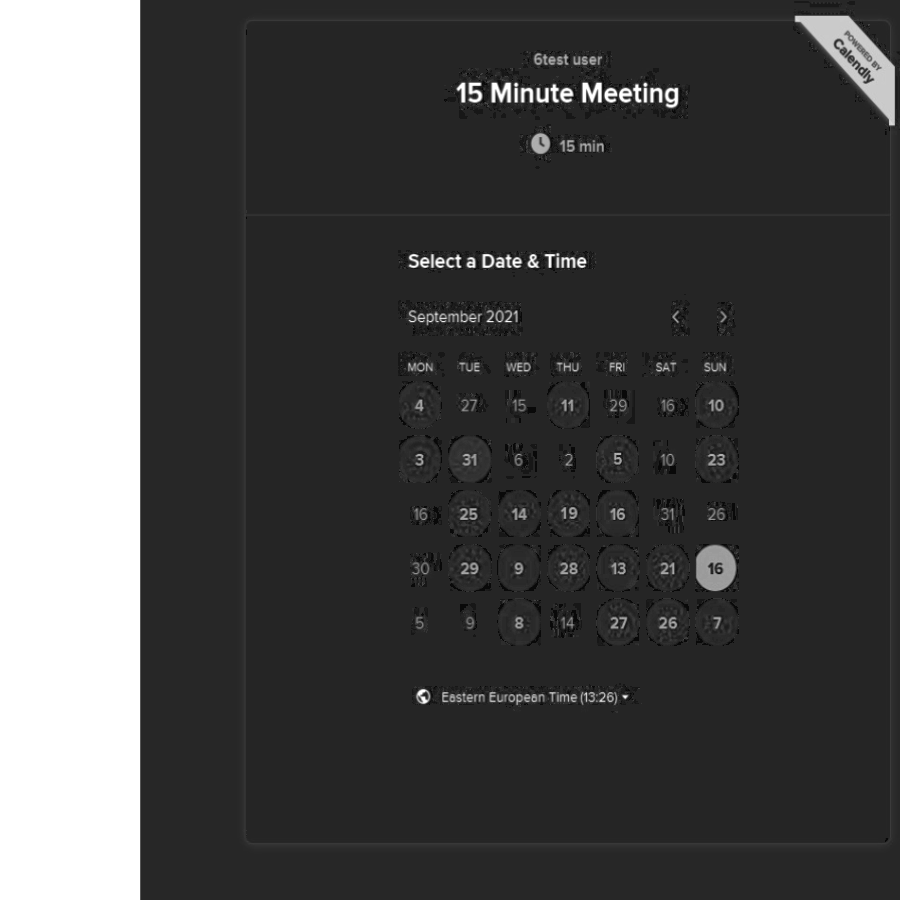 POWERED BY
Calendly
6test user
15 Minute Meeting
15 min
Select a Date & Time
September 2021
MON TUE WED THU FRI SAT SUN
4 27 15 11 29 16 10
3 31 6 2 5 10 23
16 25 14 19 16 31 26
30 29 9 28 13 21 16
5 9 8 14 27 26 7
Eastern European Time (13:26)